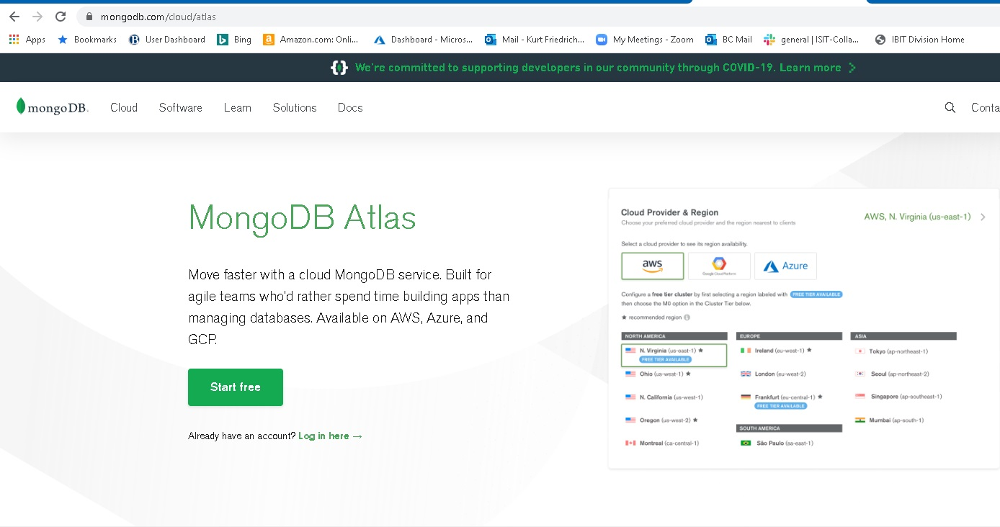 mongodb.com/cloud/atlas
Apps Bookmarks User Dashboard Bing Amazon.com: Onli... Dashboard - Micros... Mail - Kurt Friedrich... My Meetings - Zoom BC Mail general | ISIT-Colla... IBIT Division Home
We're committed to supporting developers in our community through COVID-19. Learn more
mongoDB. Cloud Software Learn Solutions Docs Conta
MongoDB Atlas
Move faster with a cloud MongoDB service. Built for
agile teams who'd rather spend time building apps than
managing databases. Available on AWS, Azure, and
GCP.
Start free
Already have an account? Log in here →
Cloud Provider & Region
AWS, N. Virginia (us-east-1)
Choose your preferred cloud provider and the region nearest to clients
Select a cloud provider to see its region availability.
aws Google Cloud Platform Azure
Configure a free tier cluster by first selecting a region labeled with FREE TIER AVAILABLE
then choose the M0 option in the Cluster Tier below.
★ recommended region
NORTH AMERICA
N. Virginia (us-east-1) ★
FREE TIER AVAILABLE
Ohio (us-west-1) ★
N. California (us-west-1)
Oregon (us-west-2) ★
Montreal (ca-central-1)
EUROPE
Ireland (eu-west-1) ★
London (eu-west-2)
Frankfurt (eu-central-1) ★
FREE TIER AVAILABLE
SOUTH AMERICA
São Paulo (sa-east-1)
ASIA
Tokyo (ap-northeast-1)
Seoul (ap-northeast-2)
Singapore (ap-southeast-1)
Mumbai (ap-south-1)